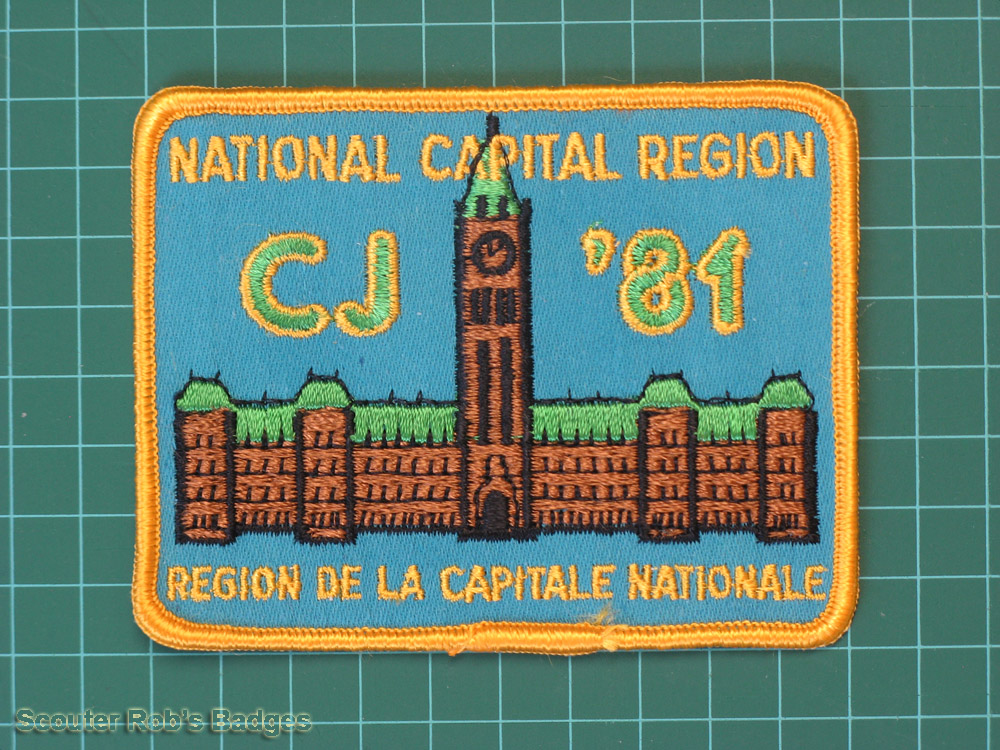 NATIONAL CAPITAL REGION
CJ '81
REGION DE LA CAPITALE NATIONALE
Scouter Rob's Badges